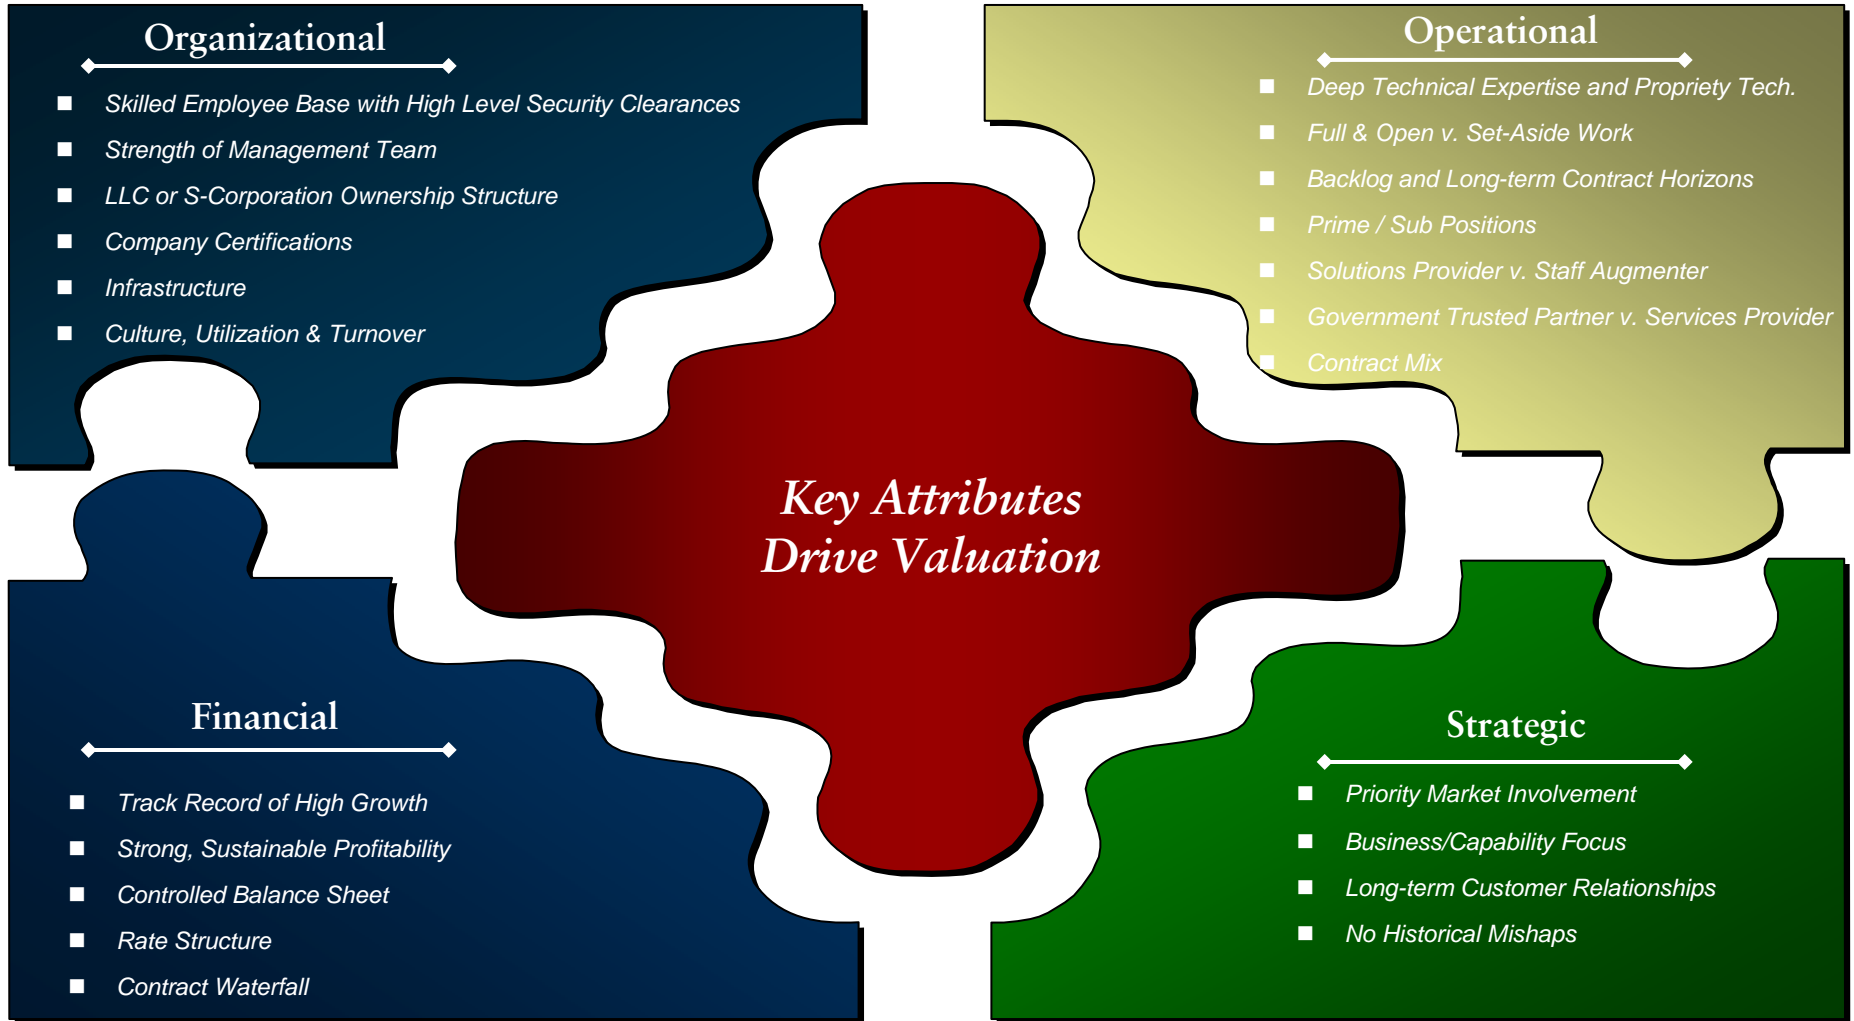 Organizational
Skilled Employee Base with High Level Security Clearances
Strength of Management Team
LLC or S-Corporation Ownership Structure
Company Certifications
Infrastructure
Culture, Utilization & Turnover
Operational
Deep Technical Expertise and Propriety Tech.
Full & Open v. Set-Aside Work
Backlog and Long-term Contract Horizons
Prime / Sub Positions
Solutions Provider v. Staff Augmenter
Government Trusted Partner v. Services Provider
Contract Mix
Key Attributes
Drive Valuation
Financial
Track Record of High Growth
Strong, Sustainable Profitability
Controlled Balance Sheet
Rate Structure
Contract Waterfall
Strategic
Priority Market Involvement
Business/Capability Focus
Long-term Customer Relationships
No Historical Mishaps